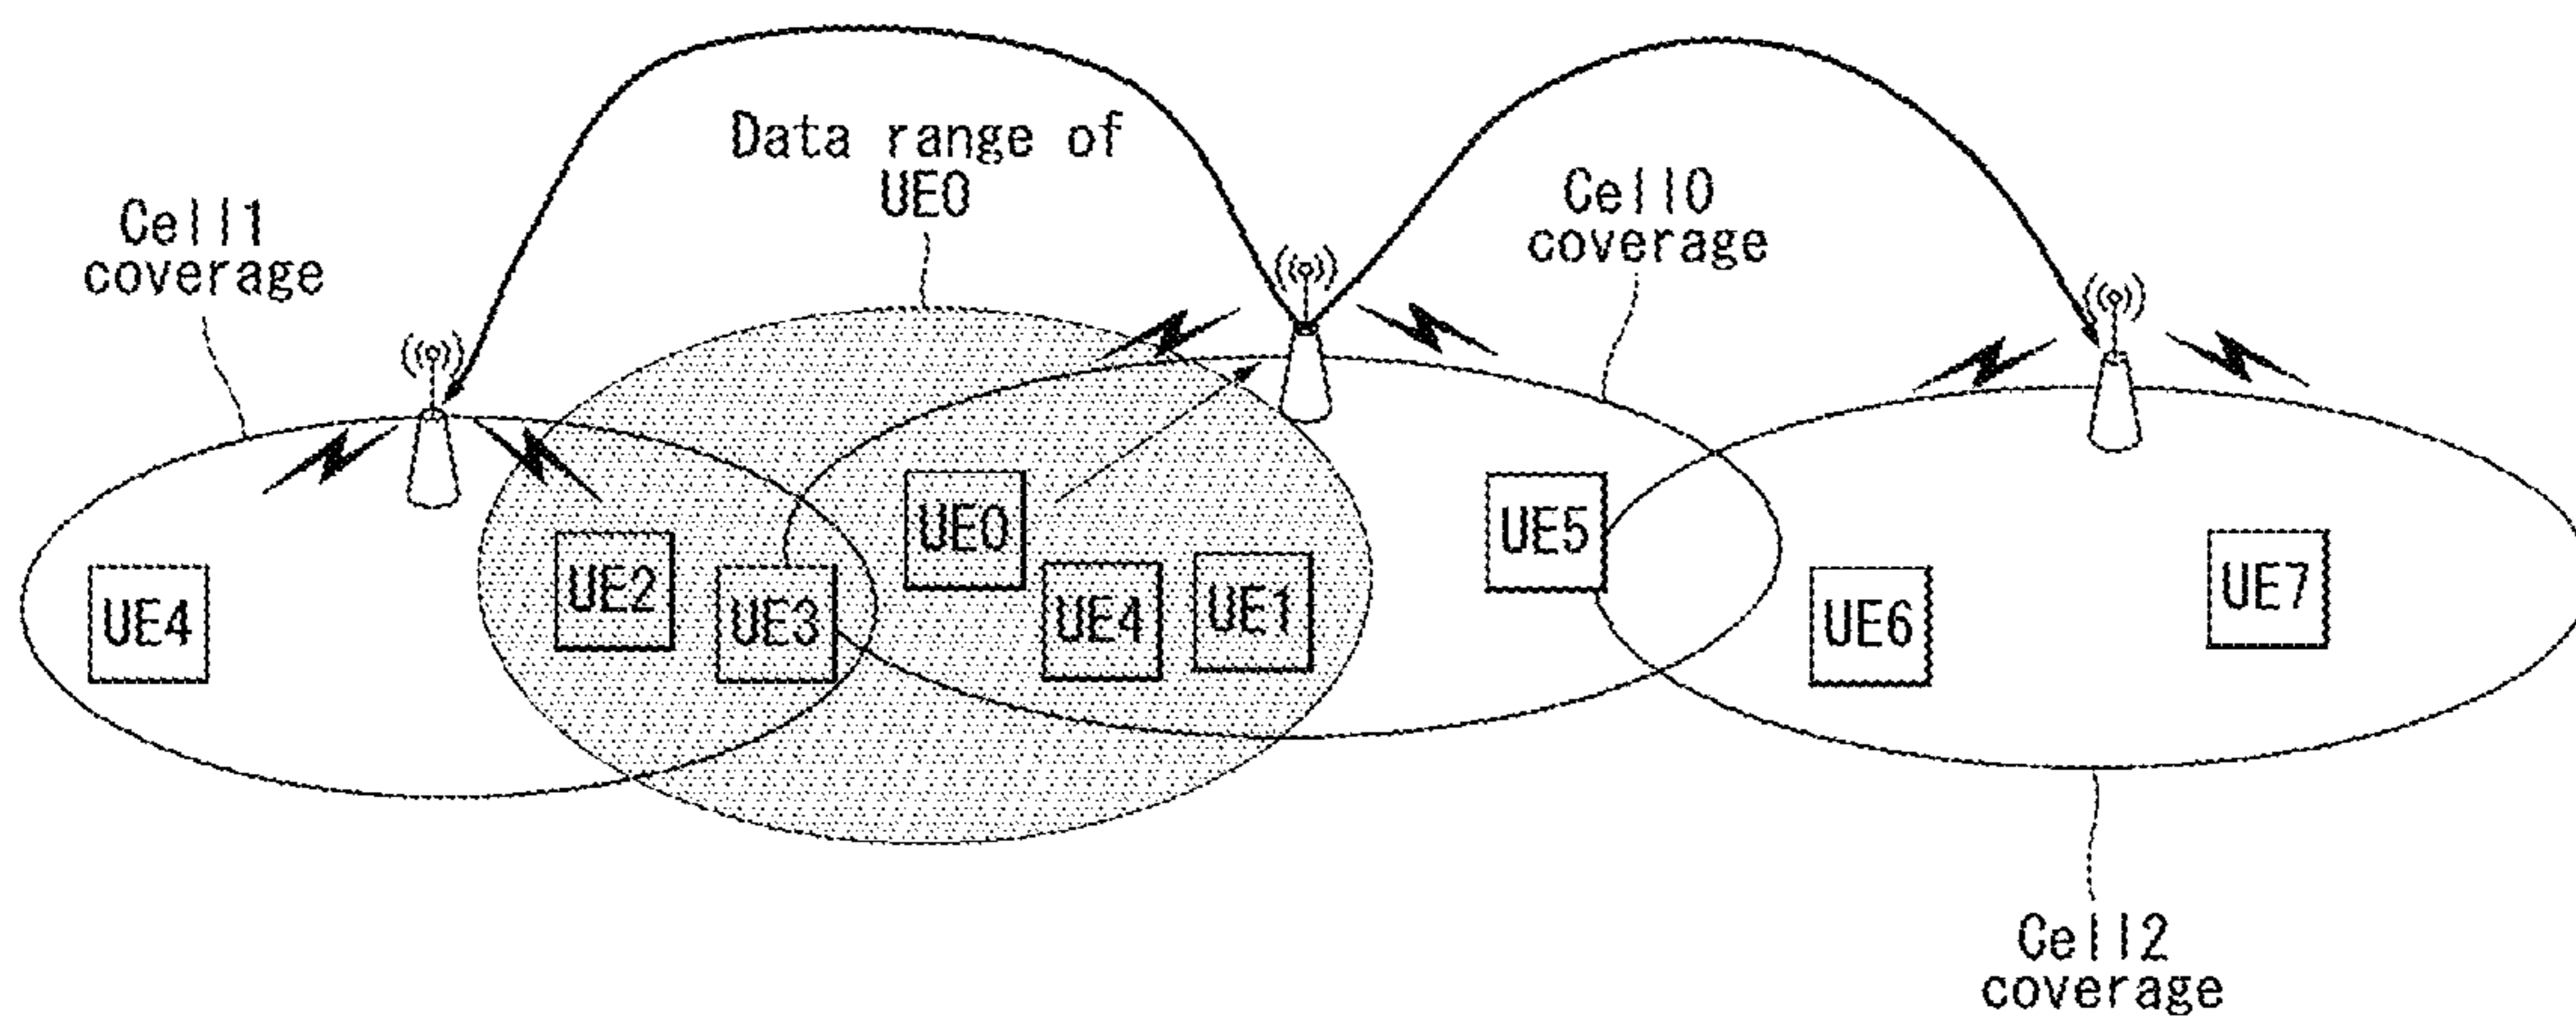 Data range of
UE0
Cell1
coverage
Cell0
coverage
UE4
UE2
UE3
UE0
UE4
UE1
UE5
UE6
UE7
Cell2
coverage